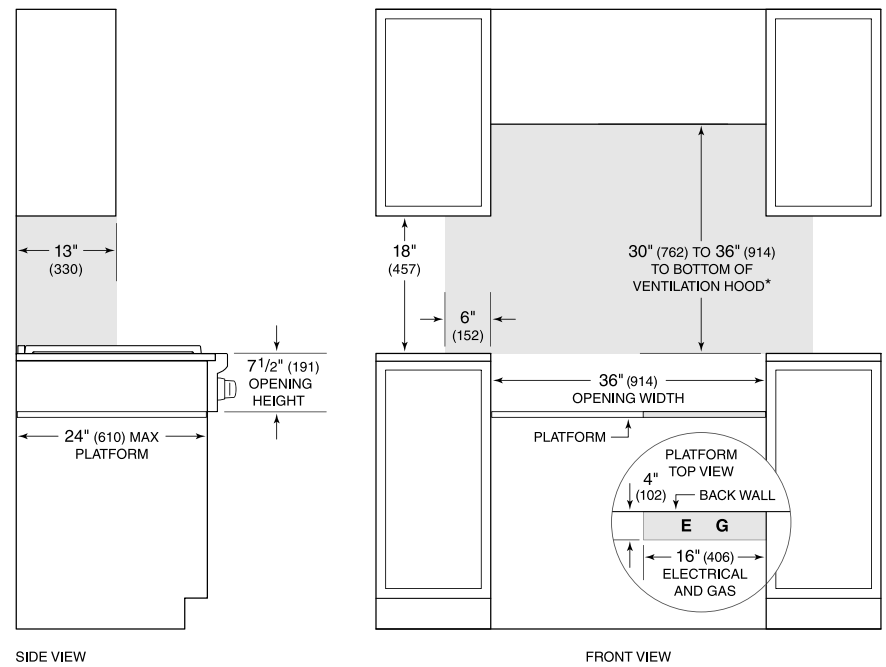 13"
(330)
7 1/2" (191)
OPENING
HEIGHT
24" (610) MAX
PLATFORM
SIDE VIEW
18"
(457)
30" (762) TO 36" (914)
TO BOTTOM OF
VENTILATION HOOD*
6"
(152)
36" (914)
OPENING WIDTH
PLATFORM
PLATFORM
TOP VIEW
4"
(102)
BACK WALL
E G
16" (406)
ELECTRICAL
AND GAS
FRONT VIEW